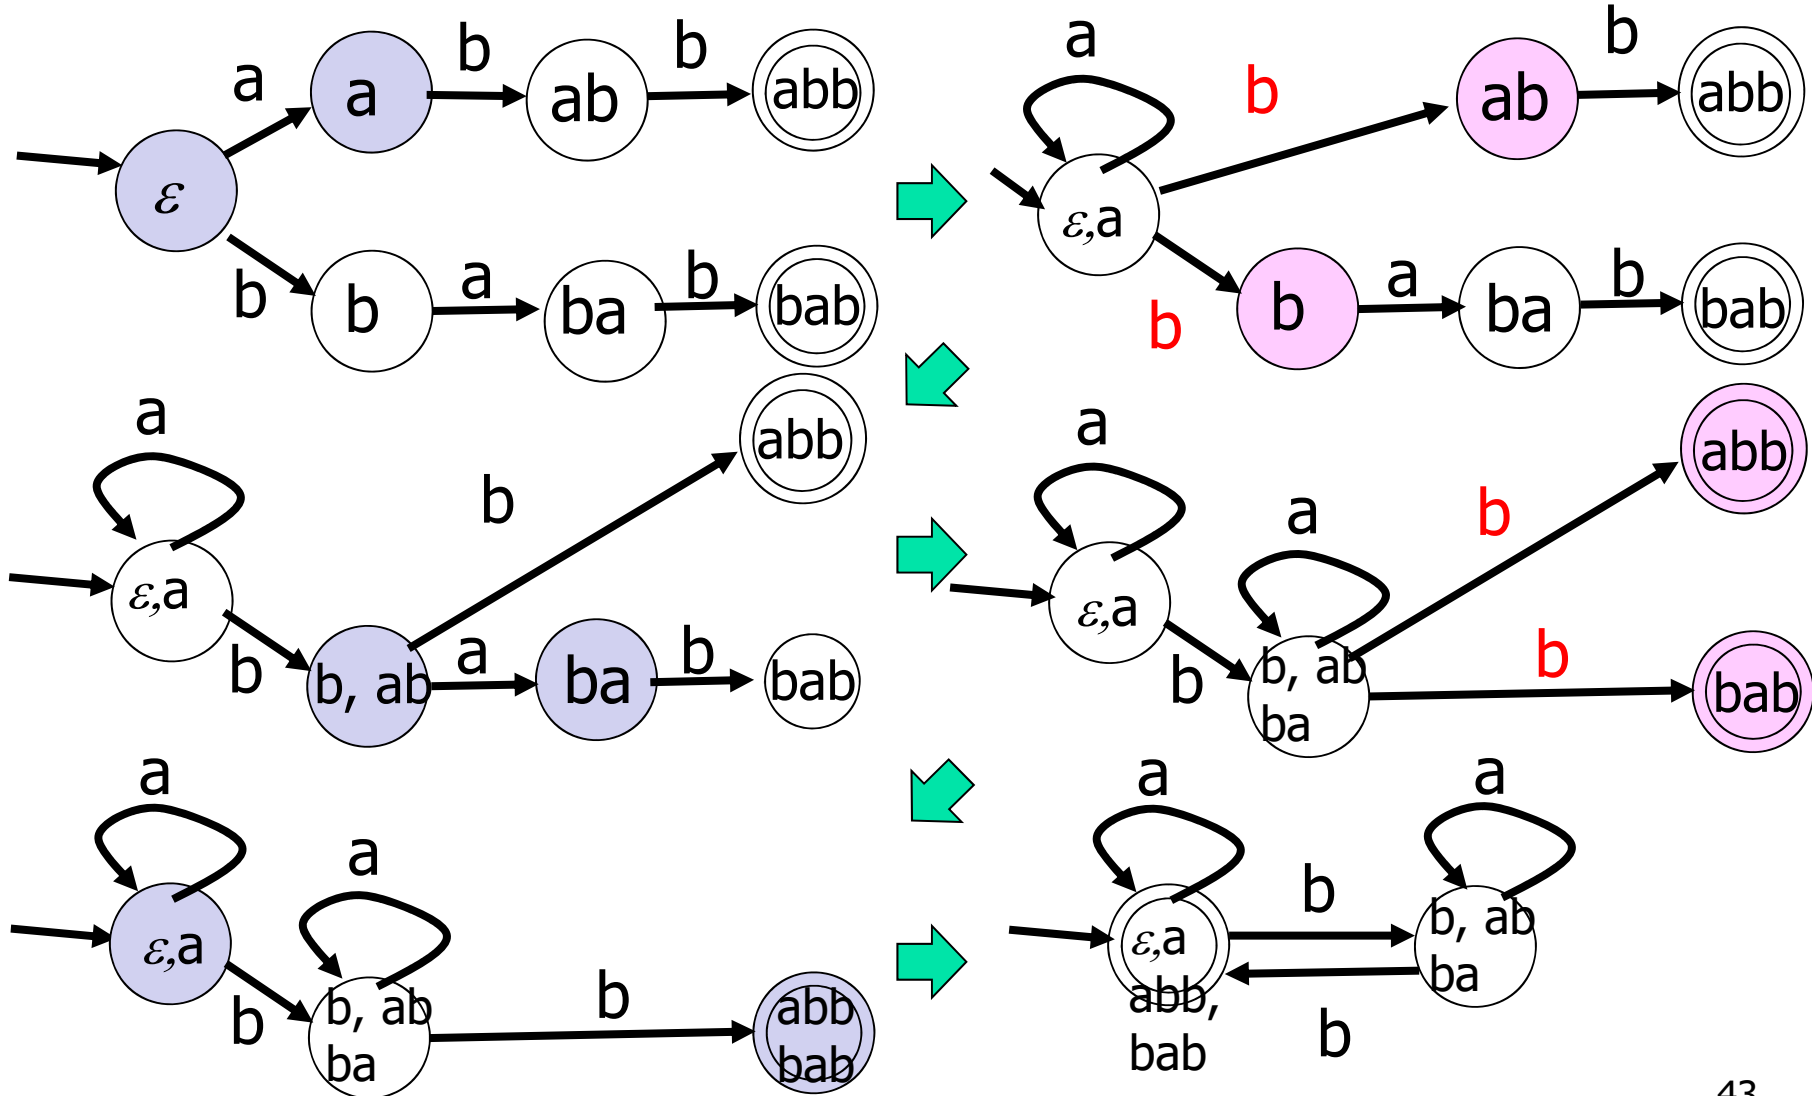 a b b
a ab abb
ε
b a b
b ba bab
a b b
ab abb
ε,a
b a b
b ba bab
a
b abb
ε,a
b a b
b, ab ba bab
a
a b abb
ε,a
b, ab b
b ba bab
a
a
ε,a
b b, ab b abb
ba bab
a a
ε,a b b, ab
abb, ba
bab b
43